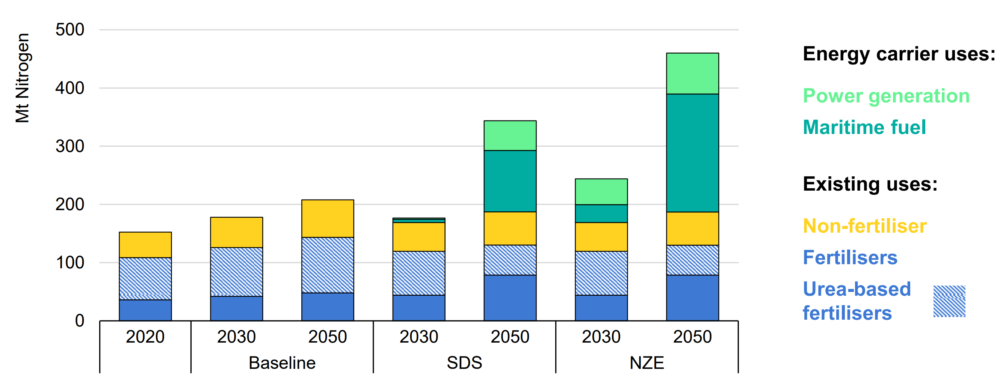 Mt Nitrogen
500
400
300
200
100
0
2020
2030
2050
2030
2050
2030
2050
Baseline
SDS
NZE
Energy carrier uses:
Power generation
Maritime fuel
Existing uses:
Non-fertiliser
Fertilisers
Urea-based
fertilisers